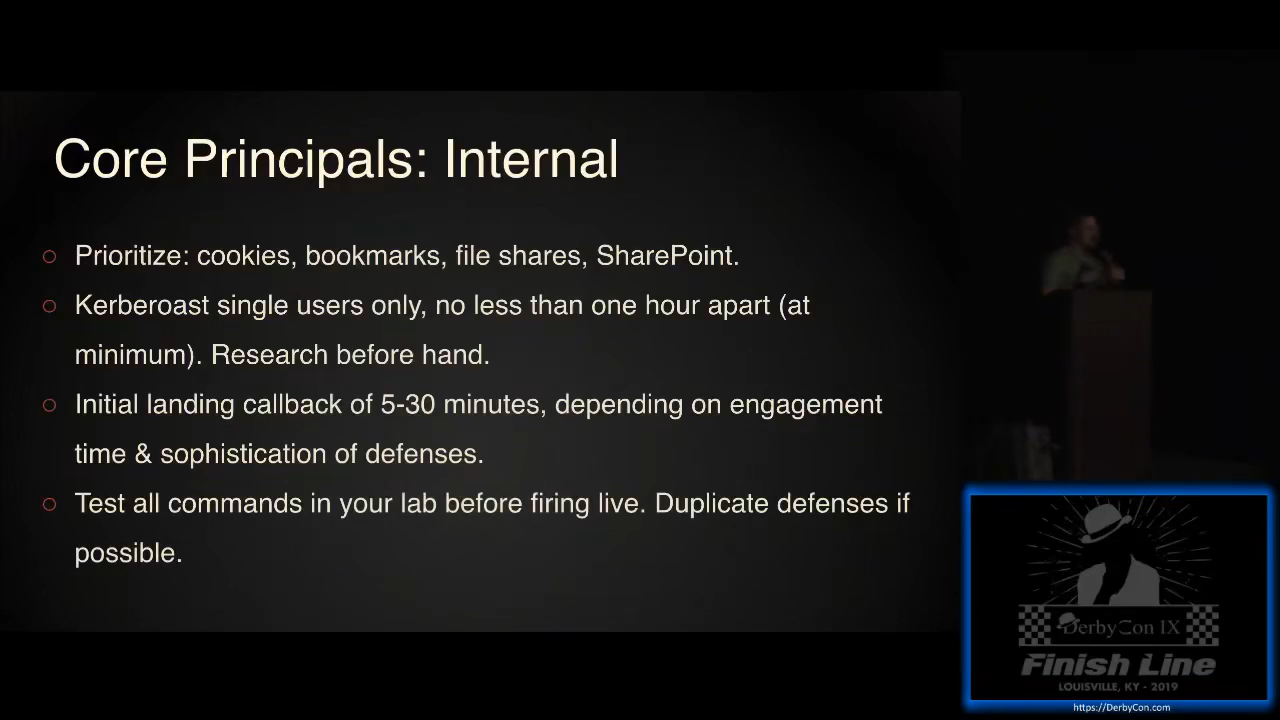 Core Principals: Internal
Prioritize: cookies, bookmarks, file shares, SharePoint.
Kerberoast single users only, no less than one hour apart (at
minimum). Research before hand.
Initial landing callback of 5-30 minutes, depending on engagement
time & sophistication of defenses.
Test all commands in your lab before firing live. Duplicate defenses if
possible.
DerbyCon IX
Finish Line
LOUISVILLE, KY - 2019
https://DerbyCon.com